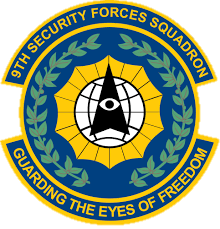 9TH SECURITY FORCES SQUADRON
GUARDING THE EYES OF FREEDOM